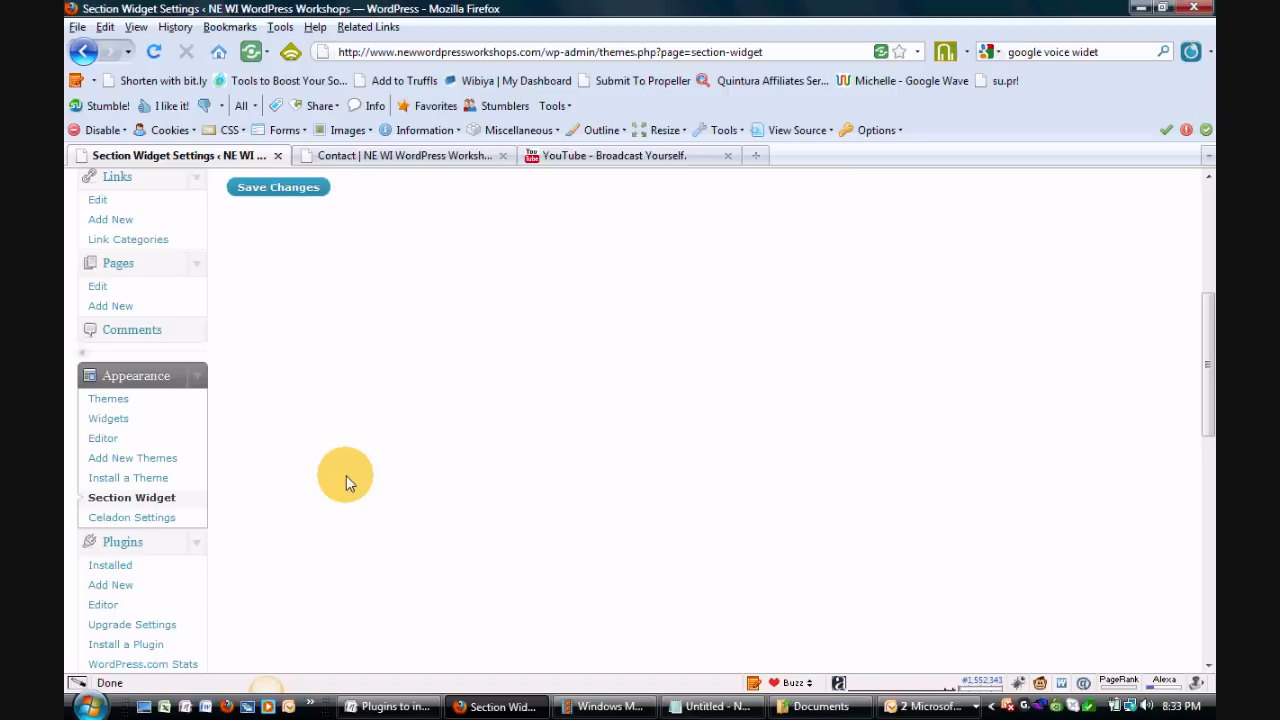 Section Widget Settings ‹ NE WI WordPress Workshops — WordPress - Mozilla Firefox
File Edit View History Bookmarks Tools Help Related Links
http://www.newwordpressworkshops.com/wp-admin/themes.php?page=section-widget google voice widet
Shorten with bit.ly Tools to Boost Your So... Add to Truffls Wibiya | My Dashboard Submit To Propeller Quintura Affiliates Ser... Michelle - Google Wave su.pr!
Stumble! I like it! All Share Info Favorites Stumblers Tools
Disable Cookies CSS Forms Images Information Miscellaneous Outline Resize Tools View Source Options
Section Widget Settings ‹ NE WI ... Contact | NE WI WordPress Worksh... YouTube - Broadcast Yourself.
Links
Save Changes
Edit
Add New
Link Categories
Pages
Edit
Add New
Comments
Appearance
Themes
Widgets
Editor
Add New Themes
Install a Theme
Section Widget
Celadon Settings
Plugins
Installed
Add New
Editor
Upgrade Settings
Install a Plugin
WordPress.com Stats
Done Buzz #1,552,343 PageRank Alexa
Plugins to in... Section Wid... Windows M... Untitled - N... Documents 2 Microsof... 8:33 PM